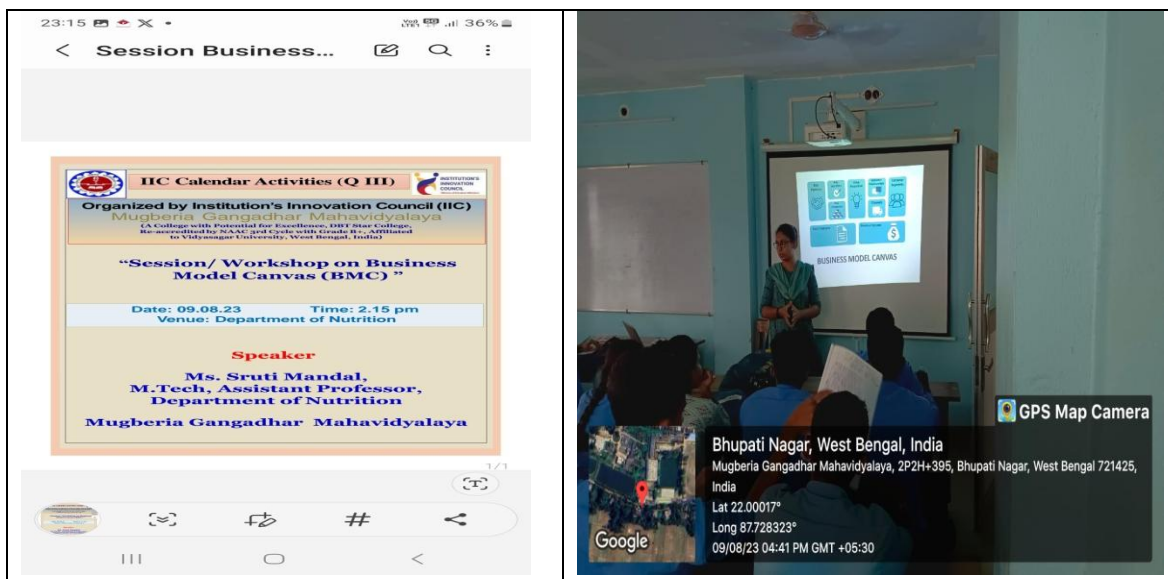 23:15
36%
Session Business...
IIC Calendar Activities (Q III)
INSTITUTION'S
INNOVATION
COUNCIL
Organized by Institution's Innovation Council (IIC)
Mugberia Gangadhar Mahavidyalaya
(A College with Potential for Excellence, DBT Star College,
Re-accredited by NAAC 3rd Cycle with Grade B+, Affiliated
to Vidyasagar University, West Bengal, India)
“Session/ Workshop on Business
Model Canvas (BMC) ”
Date: 09.08.23 Time: 2.15 pm
Venue: Department of Nutrition
Speaker
Ms. Sruti Mandal,
M.Tech, Assistant Professor,
Department of Nutrition
Mugberia Gangadhar Mahavidyalaya
1/1
BUSINESS MODEL CANVAS
GPS Map Camera
Bhupati Nagar, West Bengal, India
Mugberia Gangadhar Mahavidyalaya, 2P2H+395, Bhupati Nagar, West Bengal 721425,
India
Lat 22.00017°
Long 87.728323°
09/08/23 04:41 PM GMT +05:30
Google